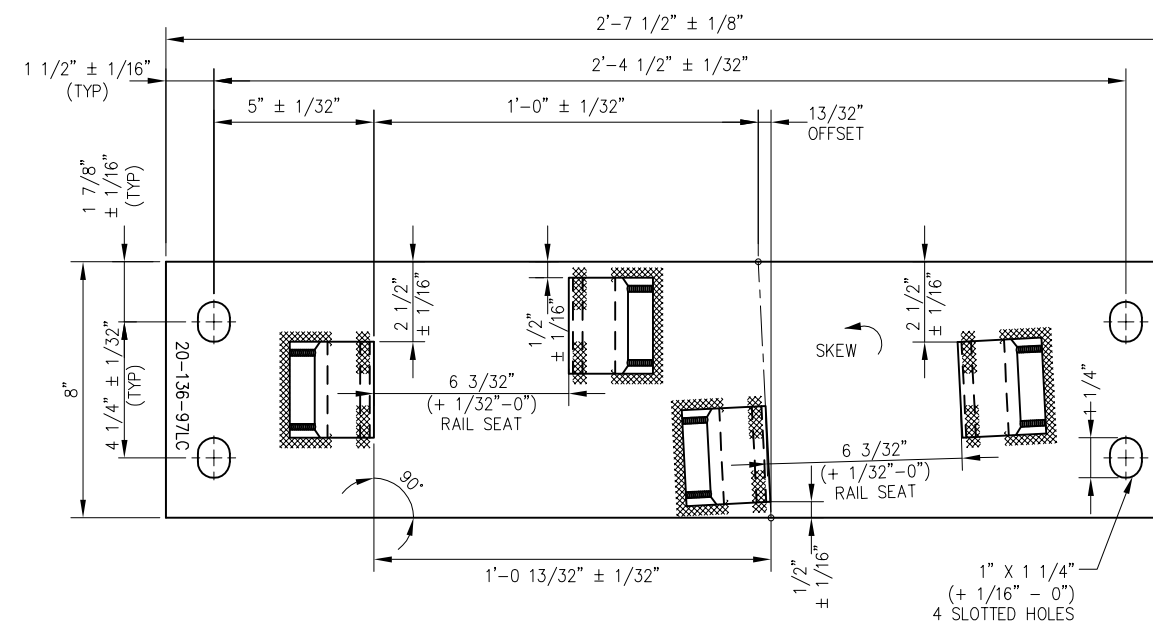 2'-7 1/2" ± 1/8"
1 1/2" ± 1/16"
(TYP)
2'-4 1/2" ± 1/32"
5" ± 1/32"
1'-0" ± 1/32"
13/32"
OFFSET
1 7/8"
± 1/16"
(TYP)
2 1/2"
± 1/16"
1/2"
± 1/16"
2 1/2"
± 1/16"
SKEW
8"
4 1/4" ± 1/32"
(TYP)
20-136-97LC
6 3/32"
(+ 1/32"-0")
RAIL SEAT
1 1/4"
6 3/32"
(+ 1/32"-0")
RAIL SEAT
90°
1/2"
± 1/16"
1'-0 13/32" ± 1/32"
1" X 1 1/4"
(+ 1/16" - 0")
4 SLOTTED HOLES